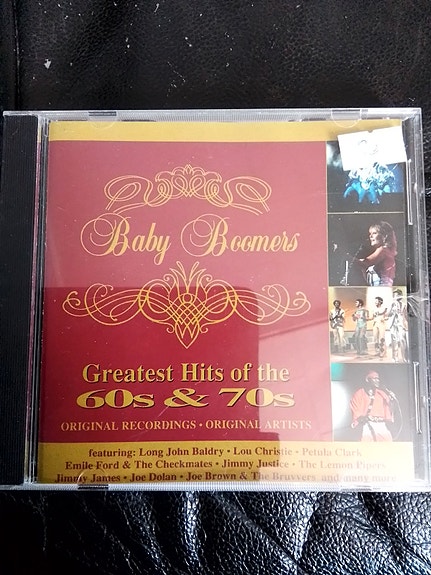 Baby Boomers
Greatest Hits of the
60s & 70s
ORIGINAL RECORDINGS • ORIGINAL ARTISTS
featuring: Long John Baldry • Lou Christie • Petula Clark
Emile Ford & The Checkmates • Jimmy Justice • The Lemon Pipers
Jimmy James • Joe Dolan • Joe Brown & The Bruvvers and many more